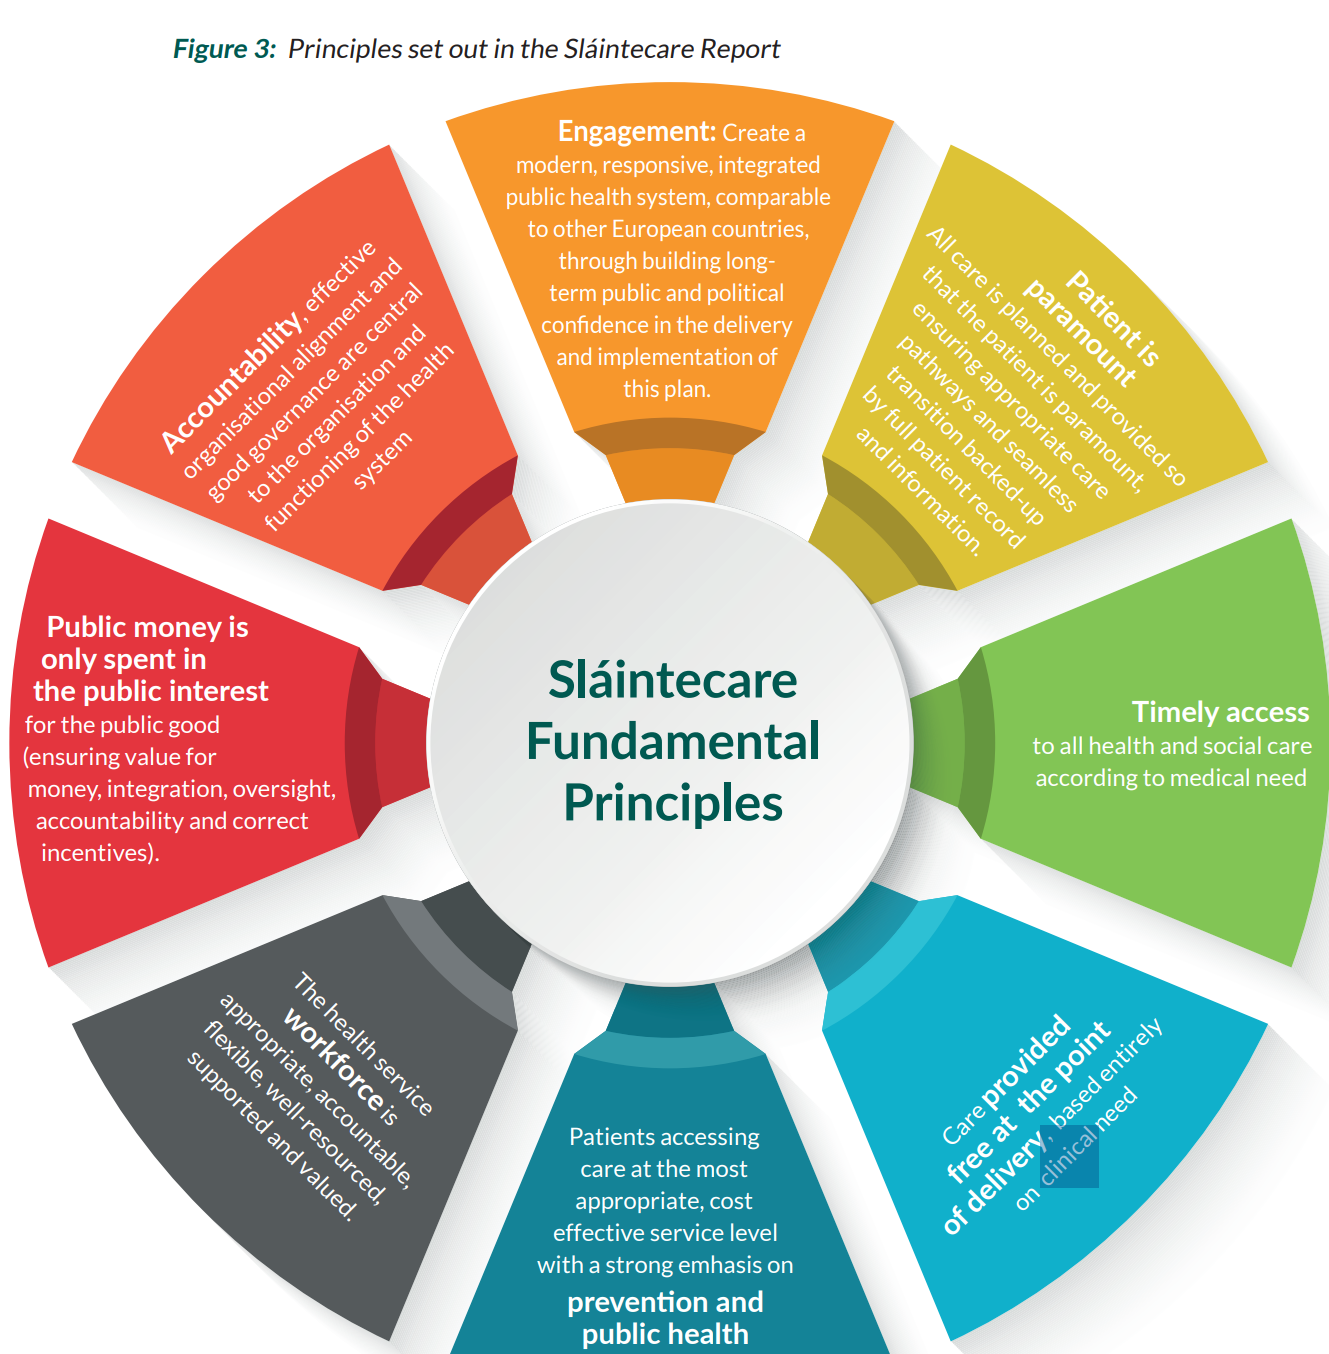 Figure 3: Principles set out in the Sláintecare Report
Engagement: Create a
modern, responsive, integrated
public health system, comparable
to other European countries,
through building long-
term public and political
confidence in the delivery
and implementation of
this plan.
Patient is
paramount
All care is planned and provided so
that the patient is paramount,
ensuring appropriate care
pathways and seamless
transition backed-up
by full patient record
and information.
Timely access
to all health and social care
according to medical need
Care provided
free at the point
of delivery, based entirely
on clinical need
Patients accessing
care at the most
appropriate, cost
effective service level
with a strong emhasis on
prevention and
public health
The health service
workforce is
appropriate, accountable,
flexible, well-resourced,
supported and valued.
Public money is
only spent in
the public interest
for the public good
(ensuring value for
money, integration, oversight,
accountability and correct
incentives).
Accountability, effective
organisational alignment and
good governance are central
to the organisation and
functioning of the health
system
Sláintecare
Fundamental
Principles